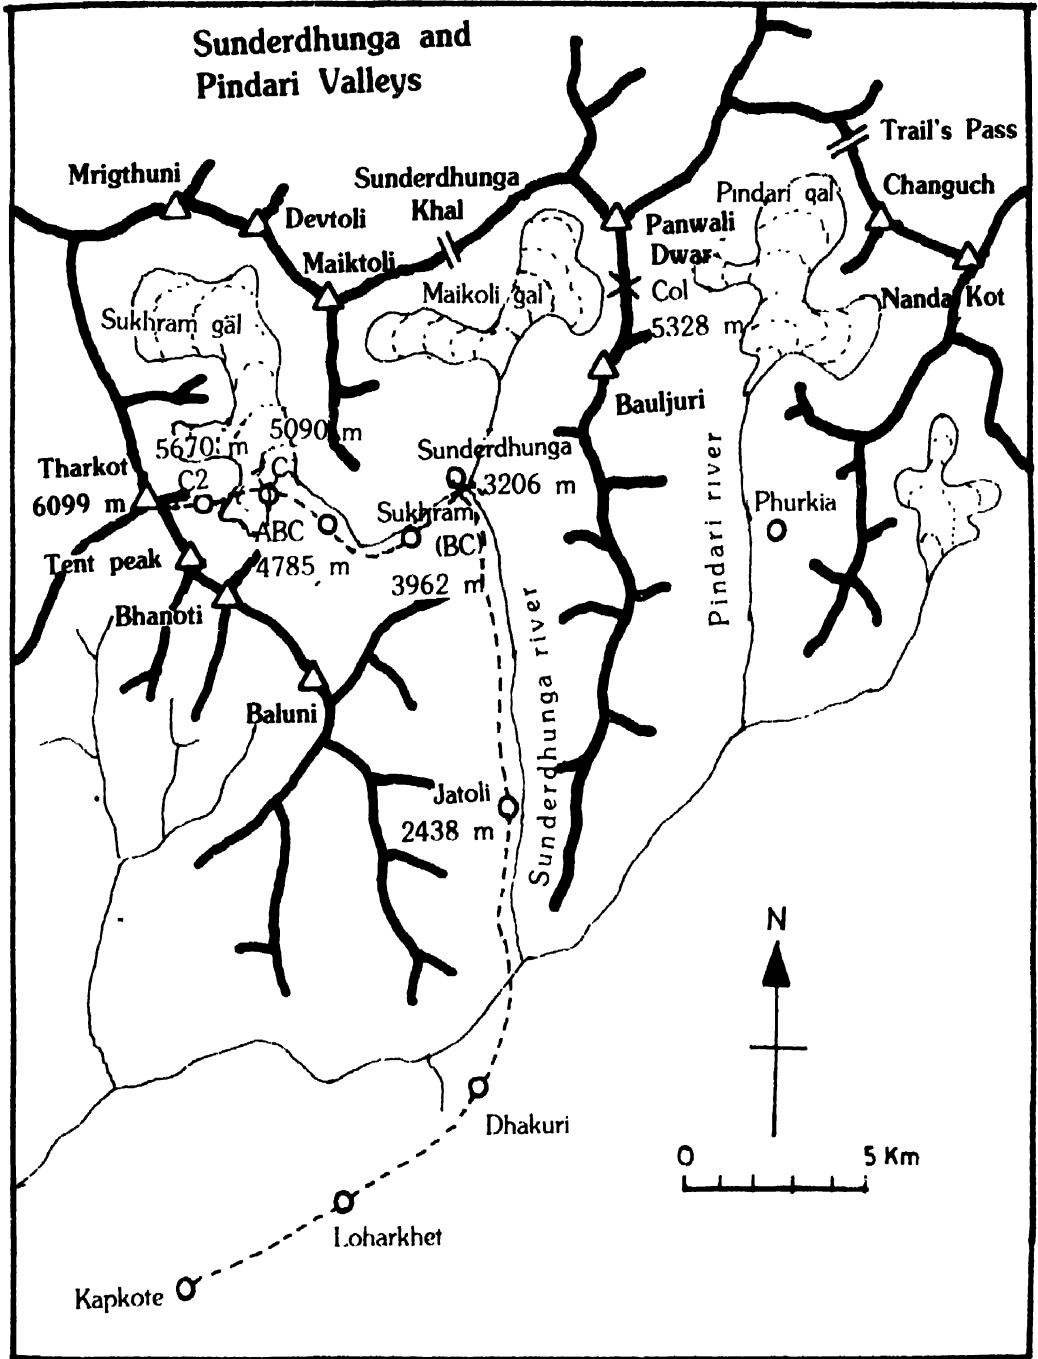 Sunderdhunga and
Pindari Valleys
Trail's Pass
Mrigthuni
Sunderdhunga
Khal
Pindari gal
Changuch
Devtoli
Panwali
Dwar
Maiktoli
Col
5328 m
Maikoli gal
Nanda Kot
Sukhram gal
Bauljuri
5090 m
5670 m
Sunderdhunga
3206 m
Tharkot
6099 m
C2
C
Sukhram
(BC)
3962 m
Phurkia
ABC
4785 m
Tent peak
Bhanoti
Pindari river
Sunderdhunga river
Baluni
Jatoli
2438 m
N
Dhakuri
0 5 Km
Loharkhet
Kapkote